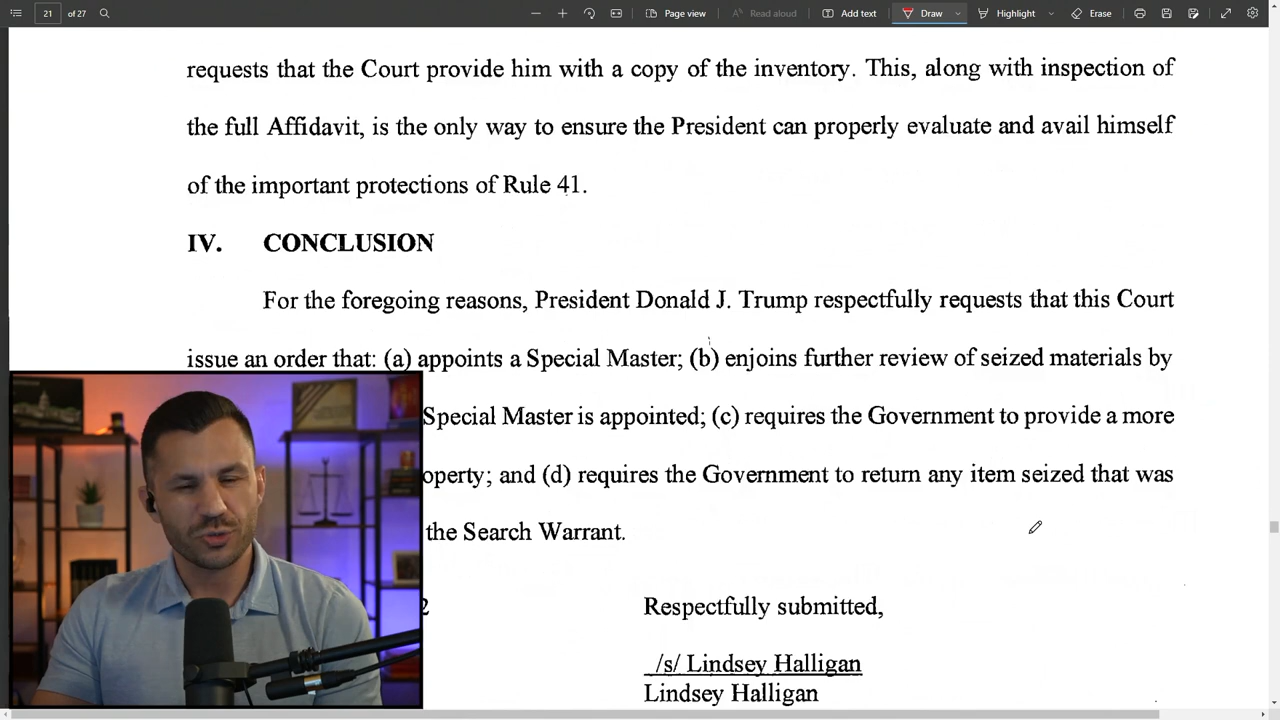 21 of 27 Page view Read aloud Add text Draw Highlight Erase
requests that the Court provide him with a copy of the inventory. This, along with inspection of
the full Affidavit, is the only way to ensure the President can properly evaluate and avail himself
of the important protections of Rule 41.
IV. CONCLUSION
For the foregoing reasons, President Donald J. Trump respectfully requests that this Court
issue an order that: (a) appoints a Special Master; (b) enjoins further review of seized materials by
Special Master is appointed; (c) requires the Government to provide a more
operty; and (d) requires the Government to return any item seized that was
the Search Warrant.
2 Respectfully submitted,
/s/ Lindsey Halligan
Lindsey Halligan